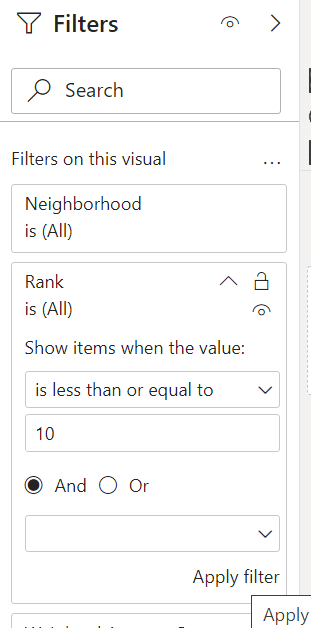 Filters
Search
Filters on this visual
...
Neighborhood
is (All)
Rank
is (All)
Show items when the value:
is less than or equal to
10
And Or
Apply filter
Apply